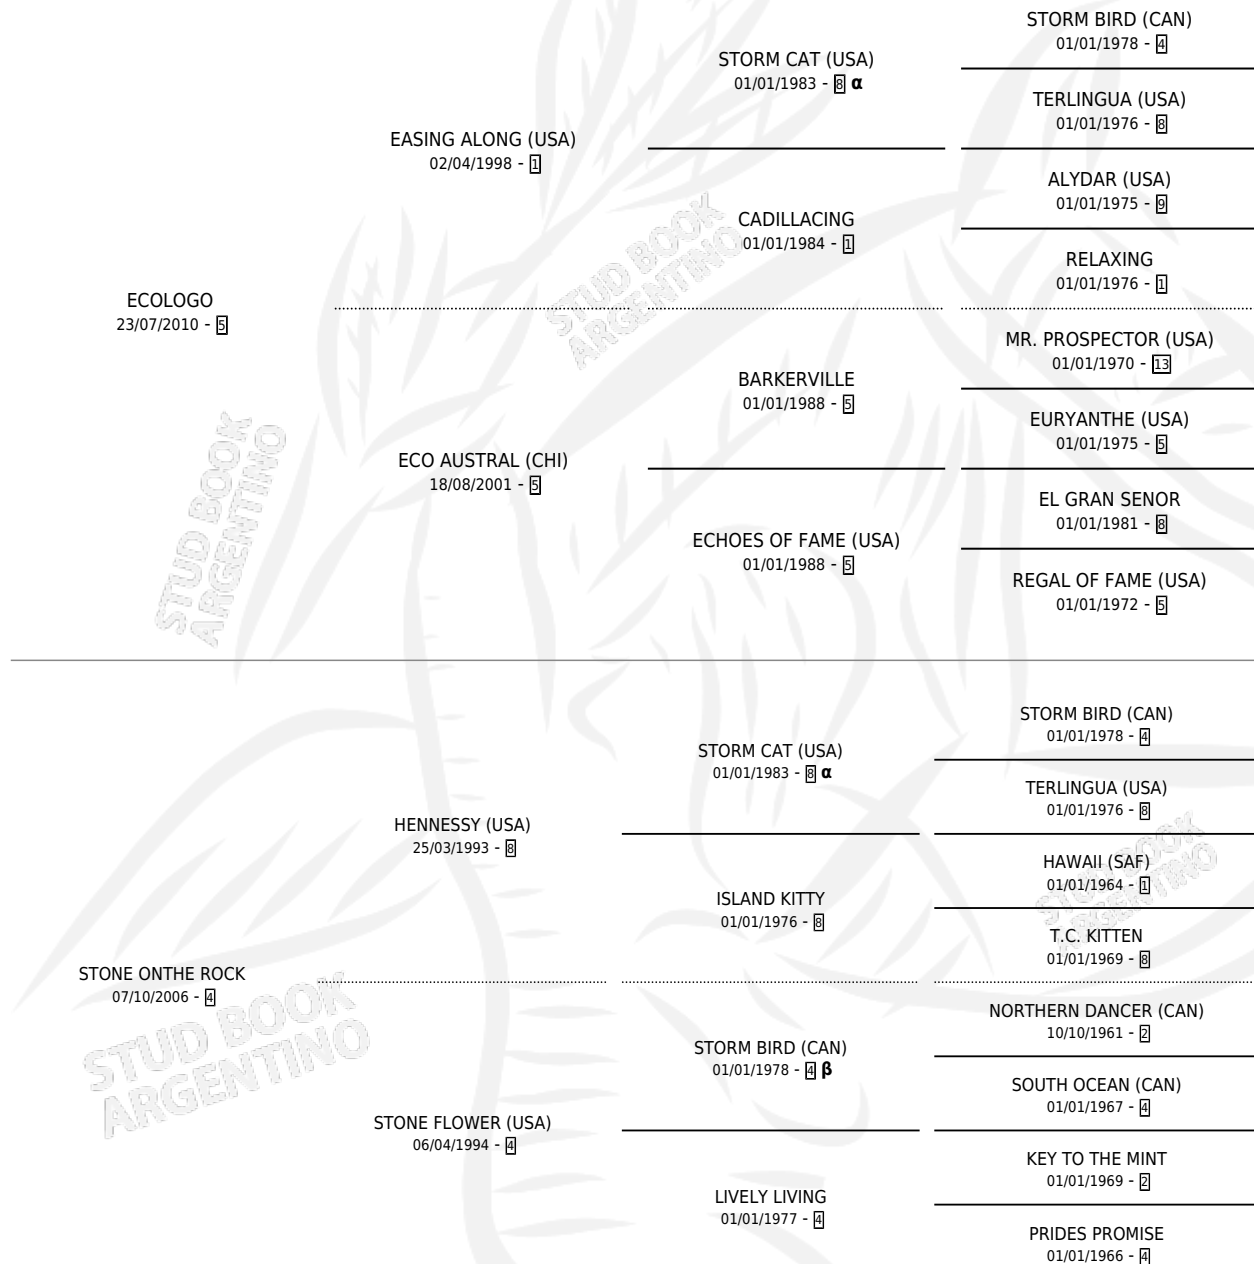 STORM BIRD (CAN)
01/01/1978 - 4
STORM CAT (USA)
01/01/1983 - 8 α
TERLINGUA (USA)
01/01/1976 - 8
EASING ALONG (USA)
02/04/1998 - 1
ALYDAR (USA)
01/01/1975 - 9
CADILLACING
01/01/1984 - 1
RELAXING
01/01/1976 - 1
ECOLOGO
23/07/2010 - 5
MR. PROSPECTOR (USA)
01/01/1970 - 13
BARKERVILLE
01/01/1988 - 5
EURYANTHE (USA)
01/01/1975 - 5
ECO AUSTRAL (CHI)
18/08/2001 - 5
EL GRAN SENOR
01/01/1981 - 8
ECHOES OF FAME (USA)
01/01/1988 - 5
REGAL OF FAME (USA)
01/01/1972 - 5
STORM BIRD (CAN)
01/01/1978 - 4
STORM CAT (USA)
01/01/1983 - 8 α
TERLINGUA (USA)
01/01/1976 - 8
HENNESSY (USA)
25/03/1993 - 8
HAWAII (SAF)
01/01/1964 - 1
ISLAND KITTY
01/01/1976 - 8
T.C. KITTEN
01/01/1969 - 8
STONE ONTHE ROCK
07/10/2006 - 4
NORTHERN DANCER (CAN)
10/10/1961 - 2
STORM BIRD (CAN)
01/01/1978 - 4 β
SOUTH OCEAN (CAN)
01/01/1967 - 4
STONE FLOWER (USA)
06/04/1994 - 4
KEY TO THE MINT
01/01/1969 - 2
LIVELY LIVING
01/01/1977 - 4
PRIDES PROMISE
01/01/1966 - 4
STUD BOOK
ARGENTINO
STUD BOOK
ARGENTINO
STUD BOOK
ARGENTINO
STUD BOOK
ARGENTINO